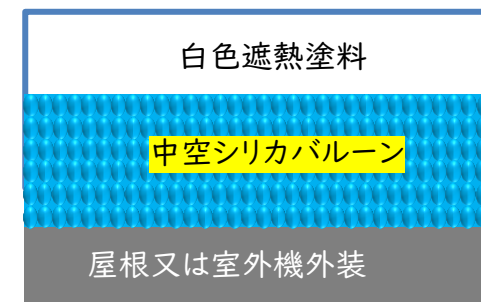 白色遮熱塗料
中空シリカバルーン
屋根又は室外機外装